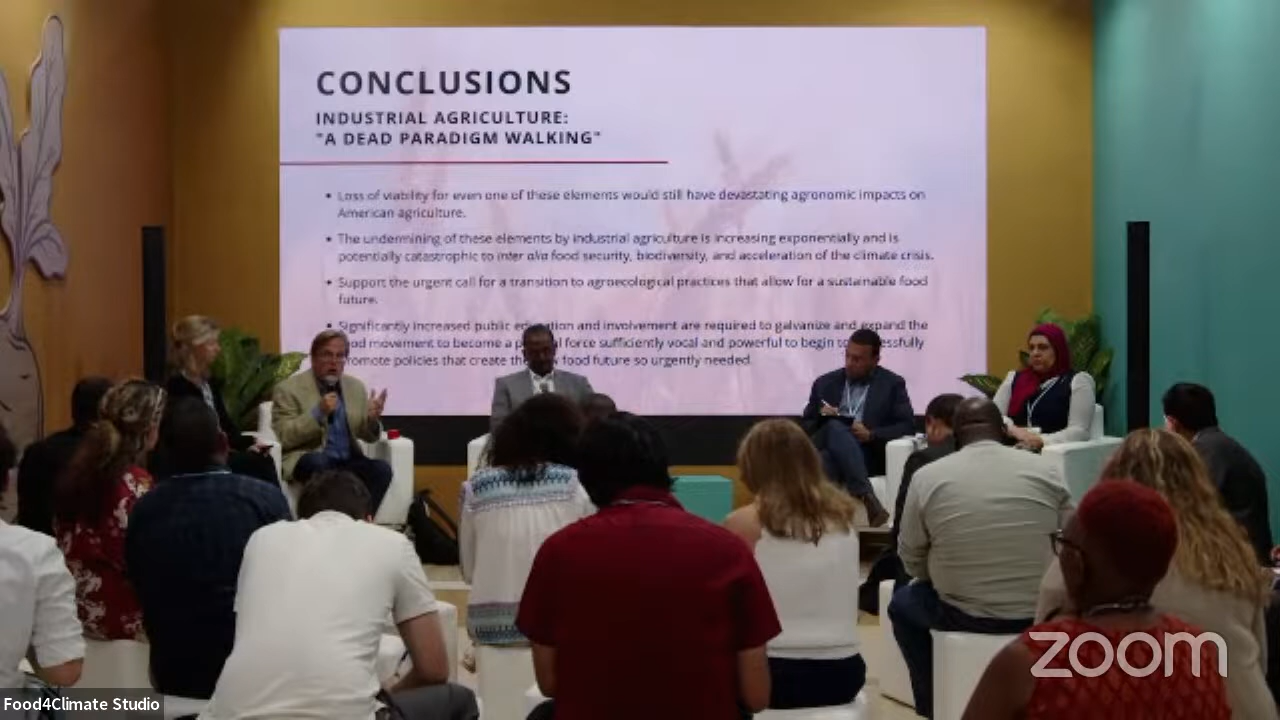 CONCLUSIONS
INDUSTRIAL AGRICULTURE:
"A DEAD PARADIGM WALKING"
• Loss of viability for even one of these elements would still have devastating agronomic impacts on
American agriculture.
• The undermining of these elements by industrial agriculture is increasing exponentially and is
potentially catastrophic to inter alia food security, biodiversity, and acceleration of the climate crisis.
• Support the urgent call for a transition to agroecological practices that allow for a sustainable food
future.
• Significantly increased public and involvement are required to galvanize and expand the
movement to become a force sufficiently vocal and powerful to begin to
policies that create the food future so urgently needed.
Food4Climate Studio
zoom